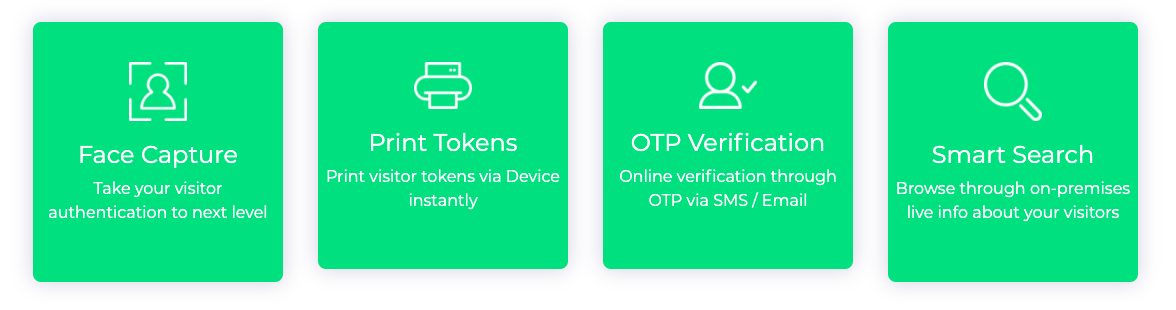 Face Capture
Take your visitor
authentication to next level
Print Tokens
Print visitor tokens via Device
instantly
OTP Verification
Online verification through
OTP via SMS / Email
Smart Search
Browse through on-premises
live info about your visitors